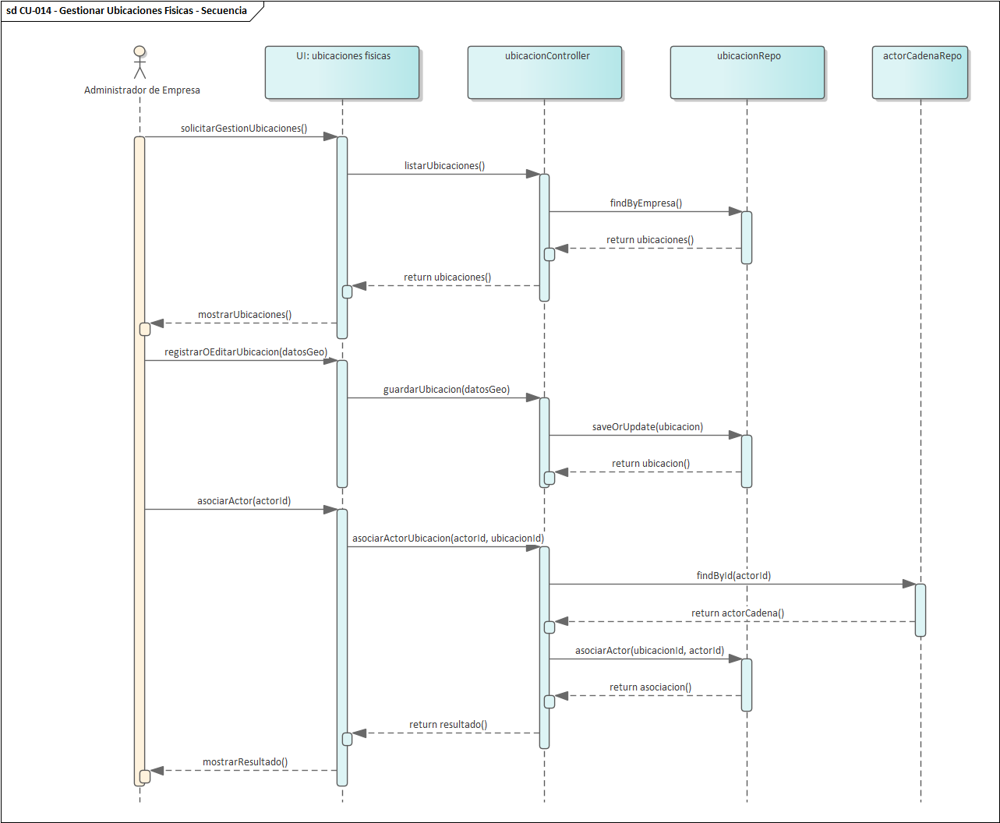 sd CU-014 - Gestionar Ubicaciones Fisicas - Secuencia
Administrador de Empresa
UI: ubicaciones fisicas
ubicacionController
ubicacionRepo
actorCadenaRepo
solicitarGestionUbicaciones()
listarUbicaciones()
findByEmpresa()
return ubicaciones()
return ubicaciones()
mostrarUbicaciones()
registrarOEditarUbicacion(datosGeo)
guardarUbicacion(datosGeo)
saveOrUpdate(ubicacion)
return ubicacion()
asociarActor(actorId)
asociarActorUbicacion(actorId, ubicacionId)
findById(actorId)
return actorCadena()
asociarActor(ubicacionId, actorId)
return asociacion()
return resultado()
mostrarResultado()